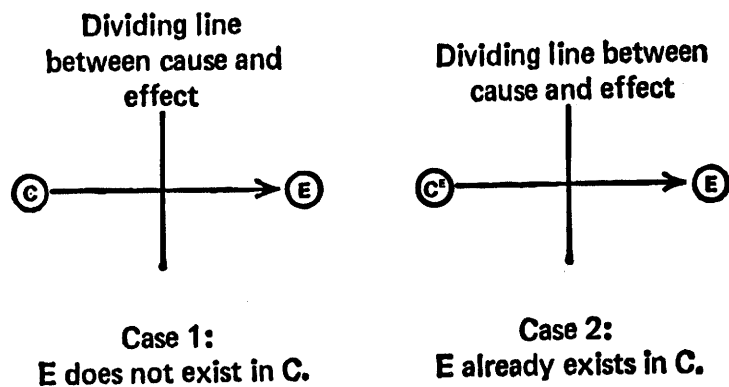 Dividing line
between cause and
effect
C
E
Case 1:
E does not exist in C.
Dividing line between
cause and effect
Cᴱ
E
Case 2:
E already exists in C.